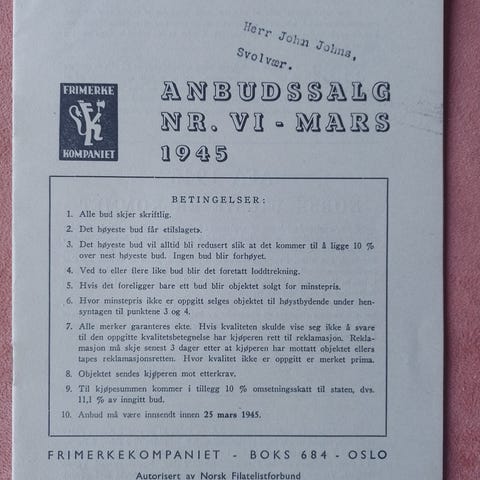 Herr John Johns,
Svolvær.
FRIMERKE
KOMPANIET
ANBUDSSALG
NR. VI - MARS
1945
BETINGELSER:
1. Alle bud skjer skriftlig.
2. Det høyeste bud får «tilslaget».
3. Det høyeste bud vil alltid bli redusert slik at det kommer til å ligge 10 %
over nest høyeste bud. Ingen bud blir forhøyet.
4. Ved to eller flere like bud blir det foretatt loddtrekning.
5. Hvis det foreligger bare ett bud blir objektet solgt for minstepris.
6. Hvor minstepris ikke er oppgitt selges objektet til høystbydende under hen-
syntagen til punktene 3 og 4.
7. Alle merker garanteres ekte. Hvis kvaliteten skulde vise seg ikke å svare
til den oppgitte kvalitetsbetegnelse har kjøperen rett til reklamasjon. Rekla-
masjon må skje senest 3 dager etter at kjøperen har mottatt objektet ellers
tapes reklamasjonsretten. Hvor kvalitet ikke er oppgitt er merket prima.
8. Objektet sendes kjøperen mot etterkrav.
9. Til kjøpesummen kommer i tillegg 10 % omsetningsskatt til staten, dvs.
11,1 % av inngitt bud.
10. Anbud må være innsendt innen 25 mars 1945.
FRIMERKEKOMPANIET - BOKS 684 - OSLO
Autorisert av Norsk Filatelistforbund